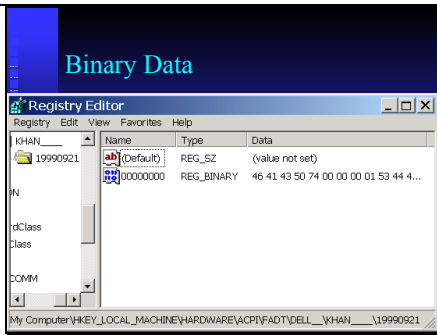 Binary Data
Registry Editor
Registry Edit View Favorites Help
KHAN____
19990921
ON
rdClass
Class
COMM
Name Type Data
(Default) REG_SZ (value not set)
00000000 REG_BINARY 46 41 43 50 74 00 00 00 01 53 44 4...
My Computer\HKEY_LOCAL_MACHINE\HARDWARE\ACPI\FADT\DELL__\KHAN____\19990921